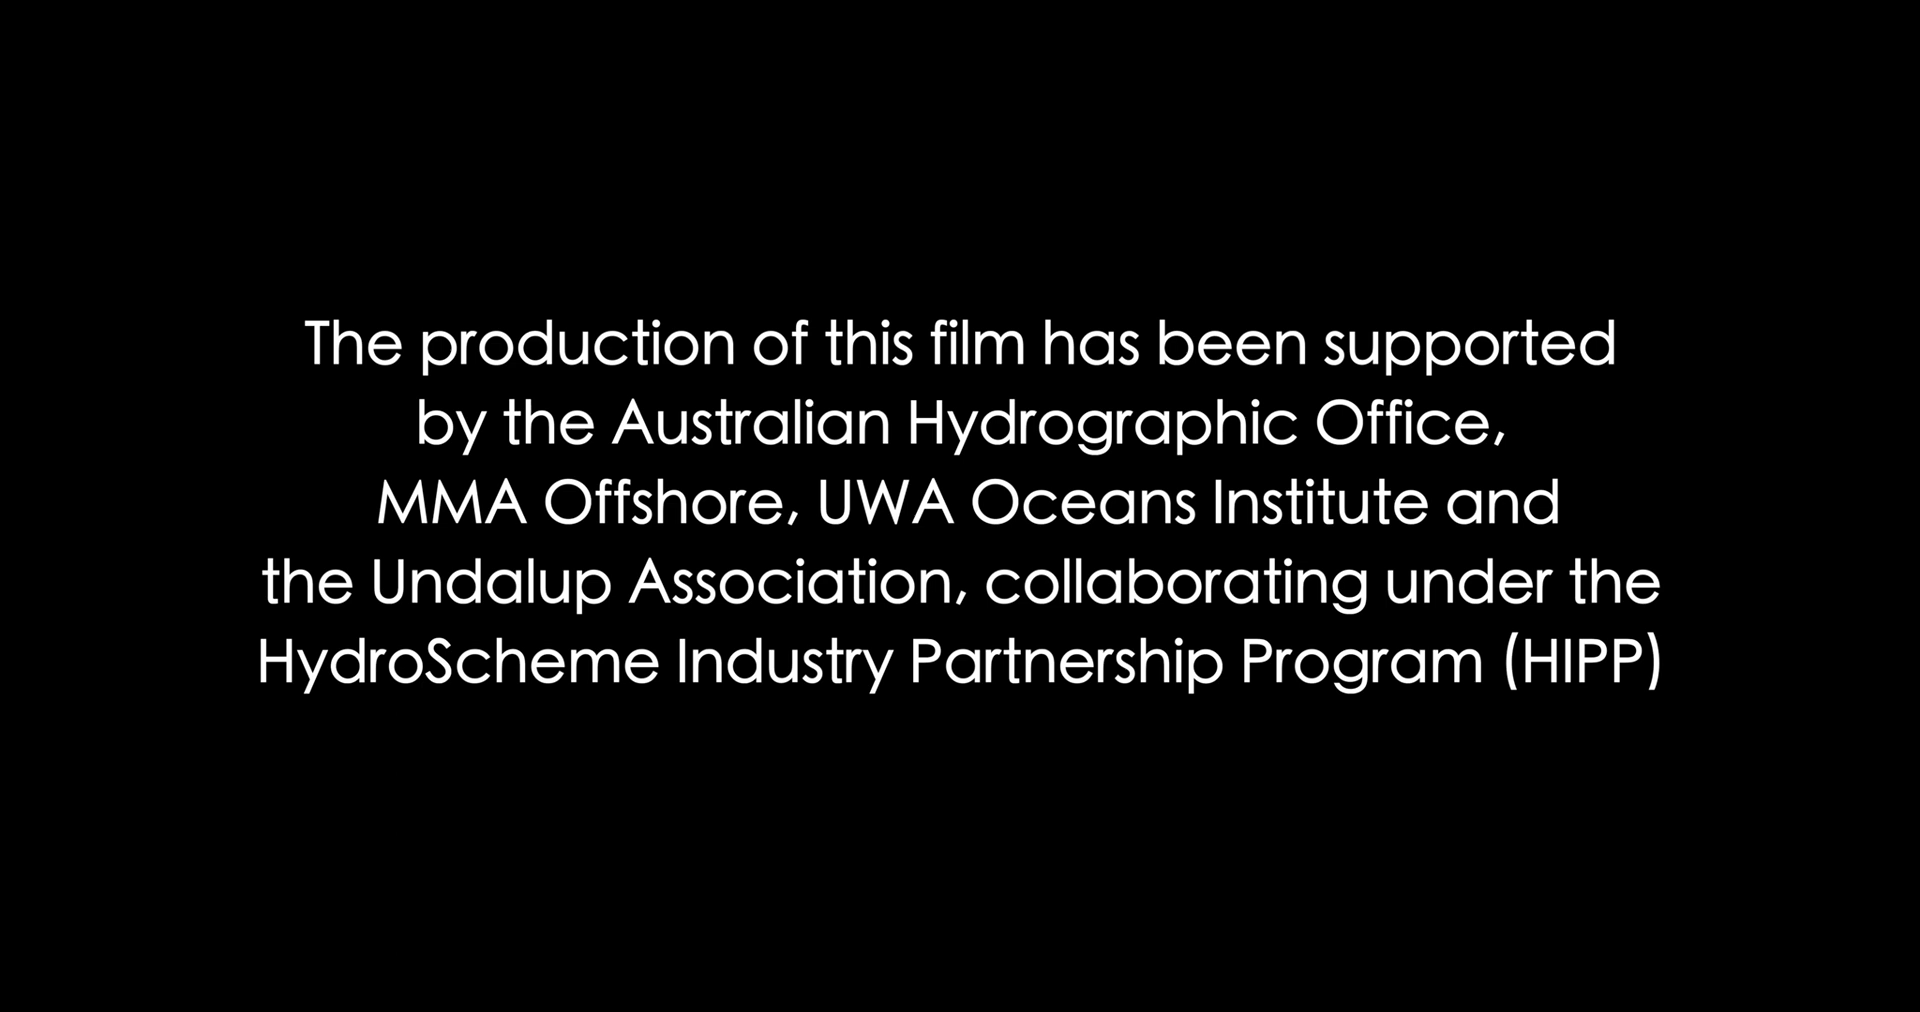 The production of this film has been supported
by the Australian Hydrographic Office,
MMA Offshore, UWA Oceans Institute and
the Undalup Association, collaborating under the
HydroScheme Industry Partnership Program (HIPP)